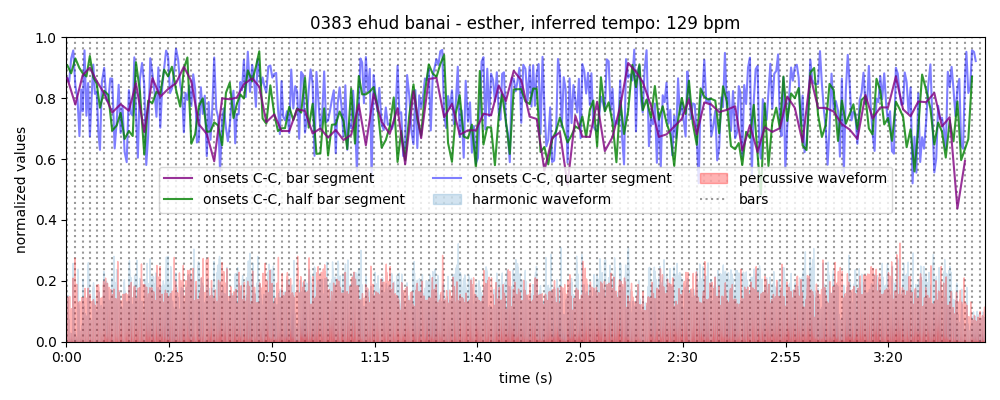 0383 ehud banai - esther, inferred tempo: 129 bpm
1.0
0.8
0.6
0.4
0.2
0.0
normalized values
onsets C-C, bar segment
onsets C-C, half bar segment
onsets C-C, quarter segment
harmonic waveform
percussive waveform
bars
0:00 0:25 0:50 1:15 1:40 2:05 2:30 2:55 3:20
time (s)